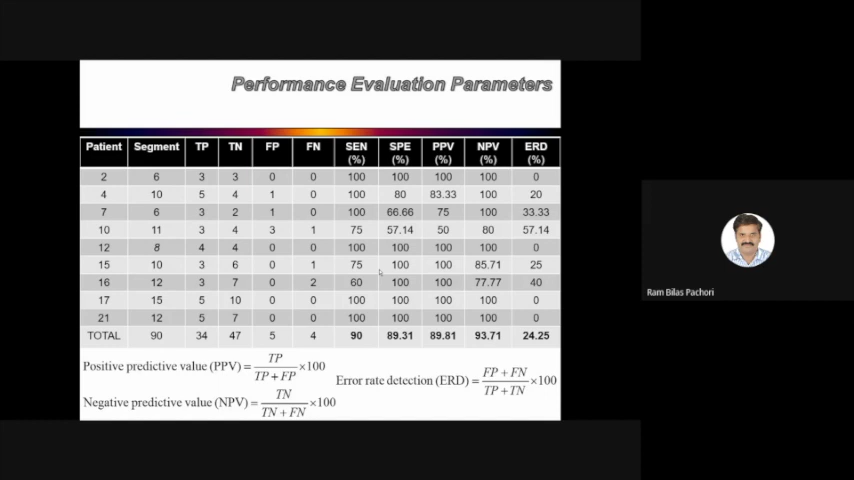 Performance Evaluation Parameters
Patient Segment TP TN FP FN SEN (%) SPE (%) PPV (%) NPV (%) ERD (%)
2 6 3 3 0 0 100 100 100 100 0
4 10 5 4 1 0 100 80 83.33 100 20
7 6 3 2 1 0 100 66.66 75 100 33.33
10 11 3 4 3 1 75 57.14 50 80 57.14
12 8 4 4 0 0 100 100 100 100 0
15 10 3 6 0 1 75 100 100 85.71 25
16 12 3 7 0 2 60 100 100 77.77 40
17 15 5 10 0 0 100 100 100 100 0
21 12 5 7 0 0 100 100 100 100 0
TOTAL 90 34 47 5 4 90 89.31 89.81 93.71 24.25
Positive predictive value (PPV) = TP / TP + FP ×100
Error rate detection (ERD) = FP + FN / TP + TN ×100
Negative predictive value (NPV) = TN / TN + FN ×100
Ram Bilas Pachori